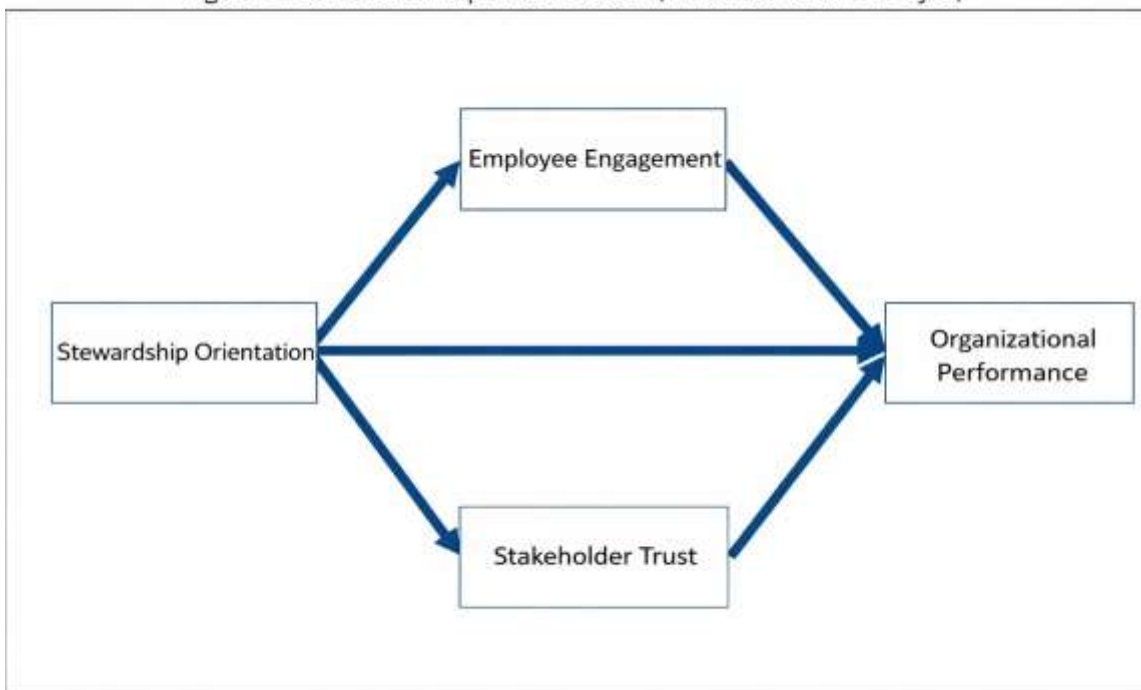 Employee Engagement
Stewardship Orientation
Organizational
Performance
Stakeholder Trust